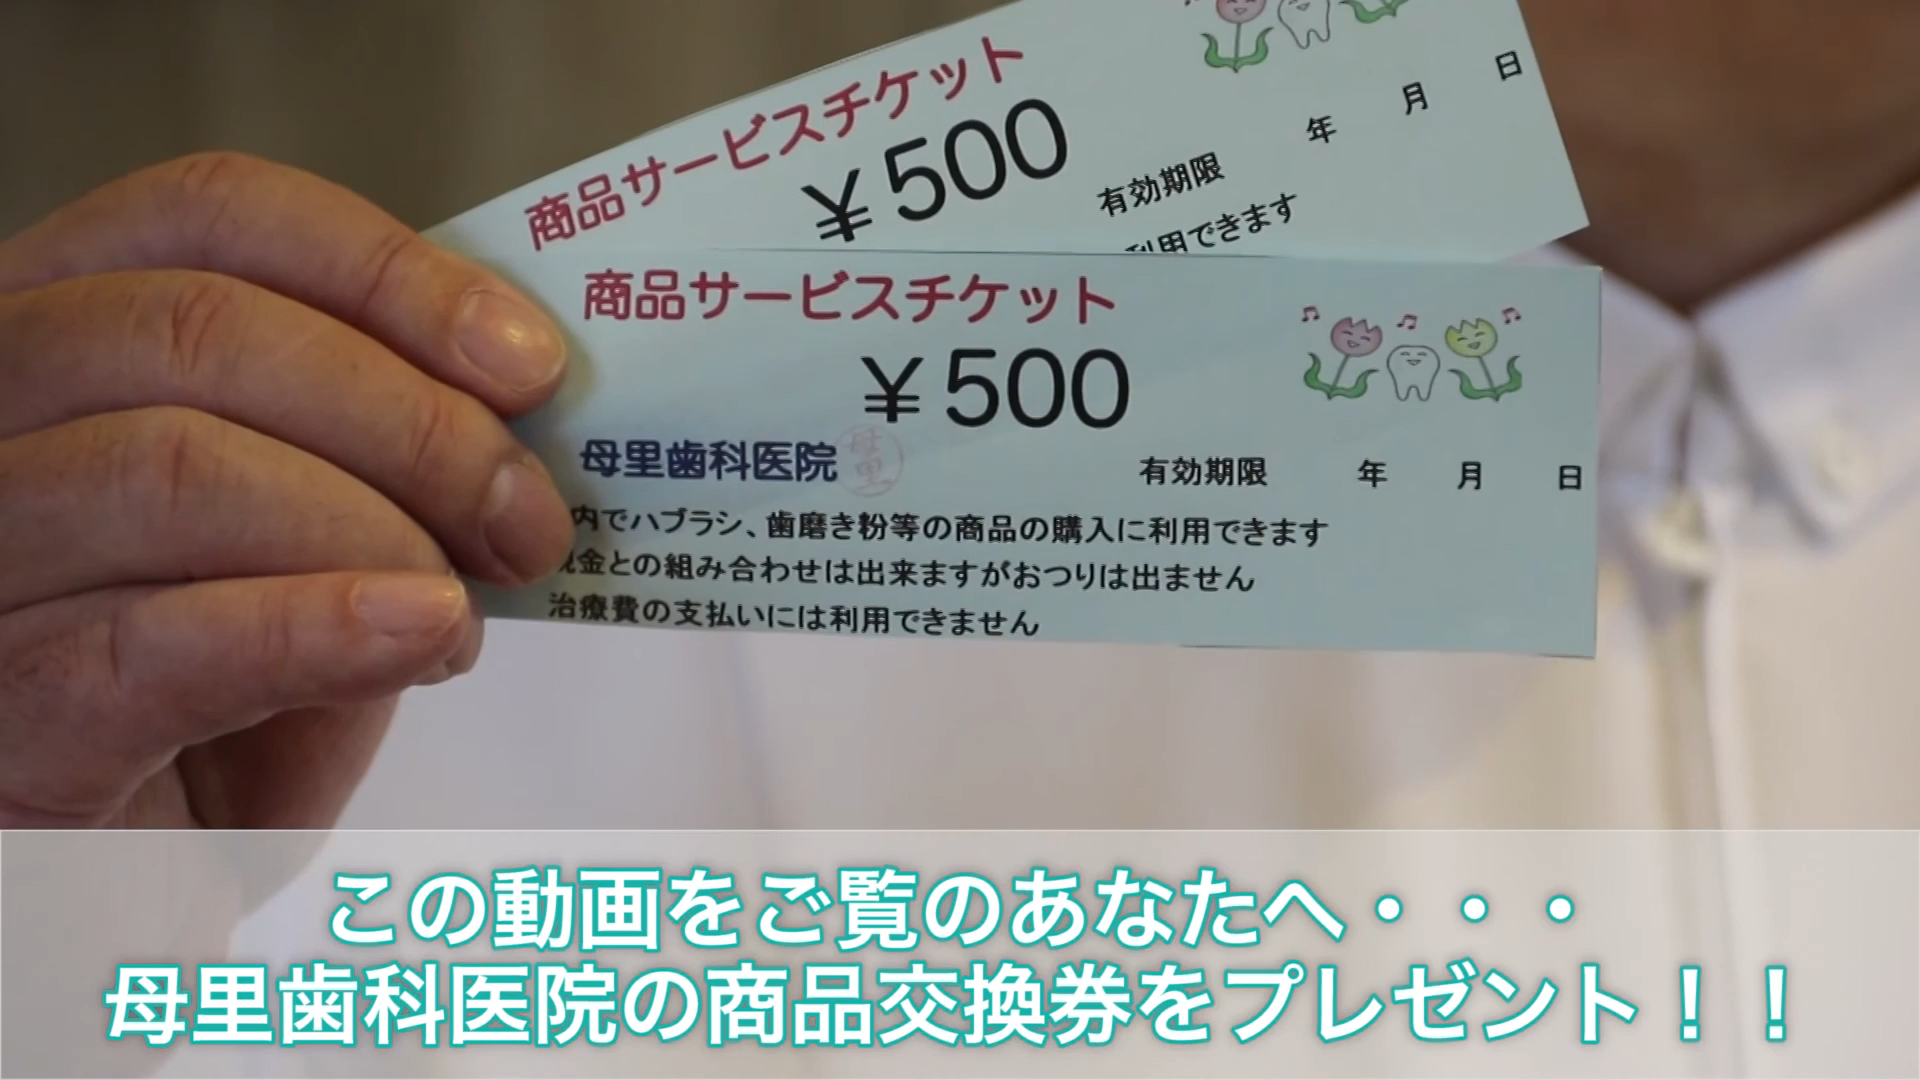 商品サービスチケット
¥500
有効期限 年 月 日
利用できます
商品サービスチケット
¥500
母里歯科医院 母里
有効期限 年 月 日
内でハブラシ、歯磨き粉等の商品の購入に利用できます
金との組み合わせは出来ますがおつりは出ません
治療費の支払いには利用できません
この動画をご覧のあなたへ・・・
母里歯科医院の商品交換券をプレゼント！！